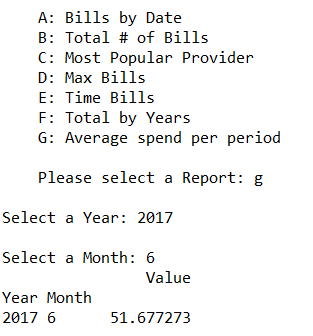 A: Bills by Date
B: Total # of Bills
C: Most Popular Provider
D: Max Bills
E: Time Bills
F: Total by Years
G: Average spend per period
Please select a Report: g
Select a Year: 2017
Select a Month: 6
Value
Year Month
2017 6 51.677273